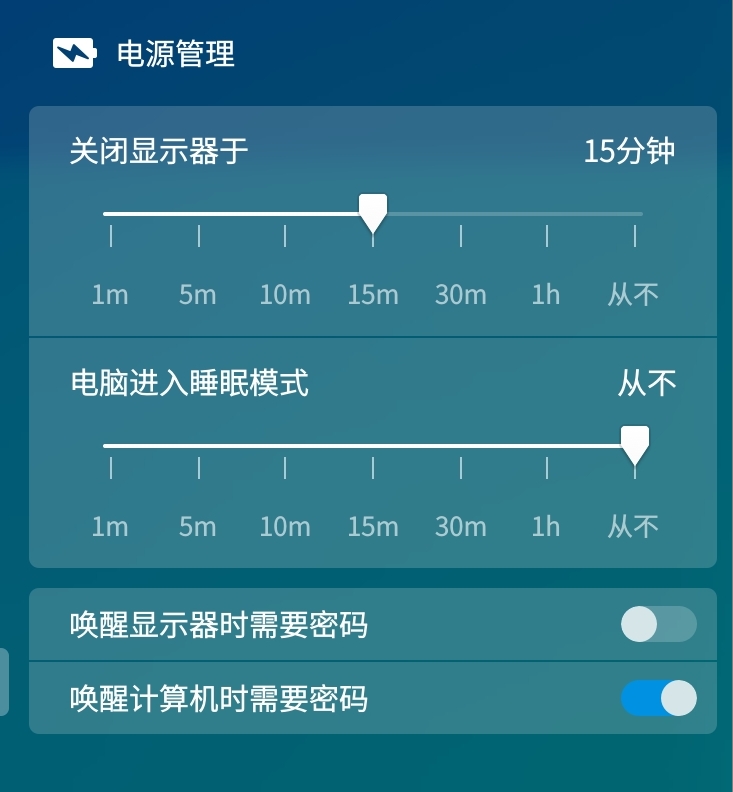 电源管理
关闭显示器于 15分钟
1m 5m 10m 15m 30m 1h 从不
电脑进入睡眠模式 从不
1m 5m 10m 15m 30m 1h 从不
唤醒显示器时需要密码
唤醒计算机时需要密码